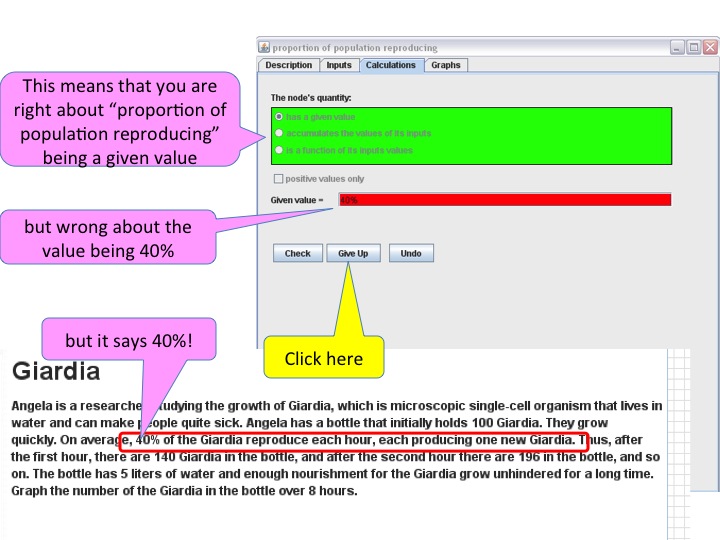 proportion of population reproducing
Description Inputs Calculations Graphs
This means that you are
right about “proportion of
population reproducing”
being a given value
The node's quantity:
has a given value
accumulates the values of its inputs
is a function of its inputs values
positive values only
Given value = 40%
but wrong about the
value being 40%
Check Give Up Undo
but it says 40%!
Click here
Giardia
Angela is a researcher studying the growth of Giardia, which is microscopic single-cell organism that lives in
water and can make people quite sick. Angela has a bottle that initially holds 100 Giardia. They grow
quickly. On average, 40% of the Giardia reproduce each hour, each producing one new Giardia. Thus, after
the first hour, there are 140 Giardia in the bottle, and after the second hour there are 196 in the bottle, and so
on. The bottle has 5 liters of water and enough nourishment for the Giardia grow unhindered for a long time.
Graph the number of the Giardia in the bottle over 8 hours.